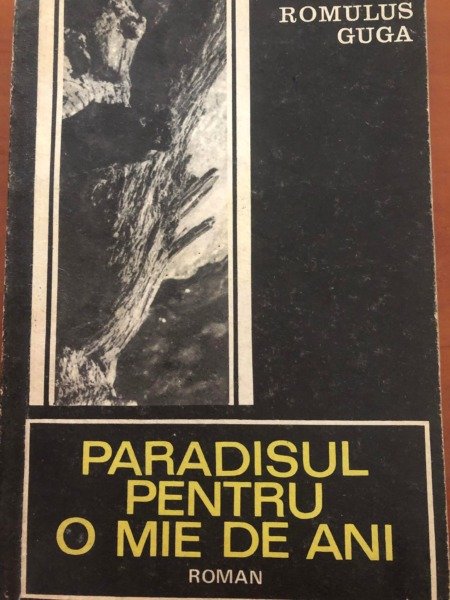 ROMULUS
GUGA
PARADISUL
PENTRU
O MIE DE ANI
ROMAN